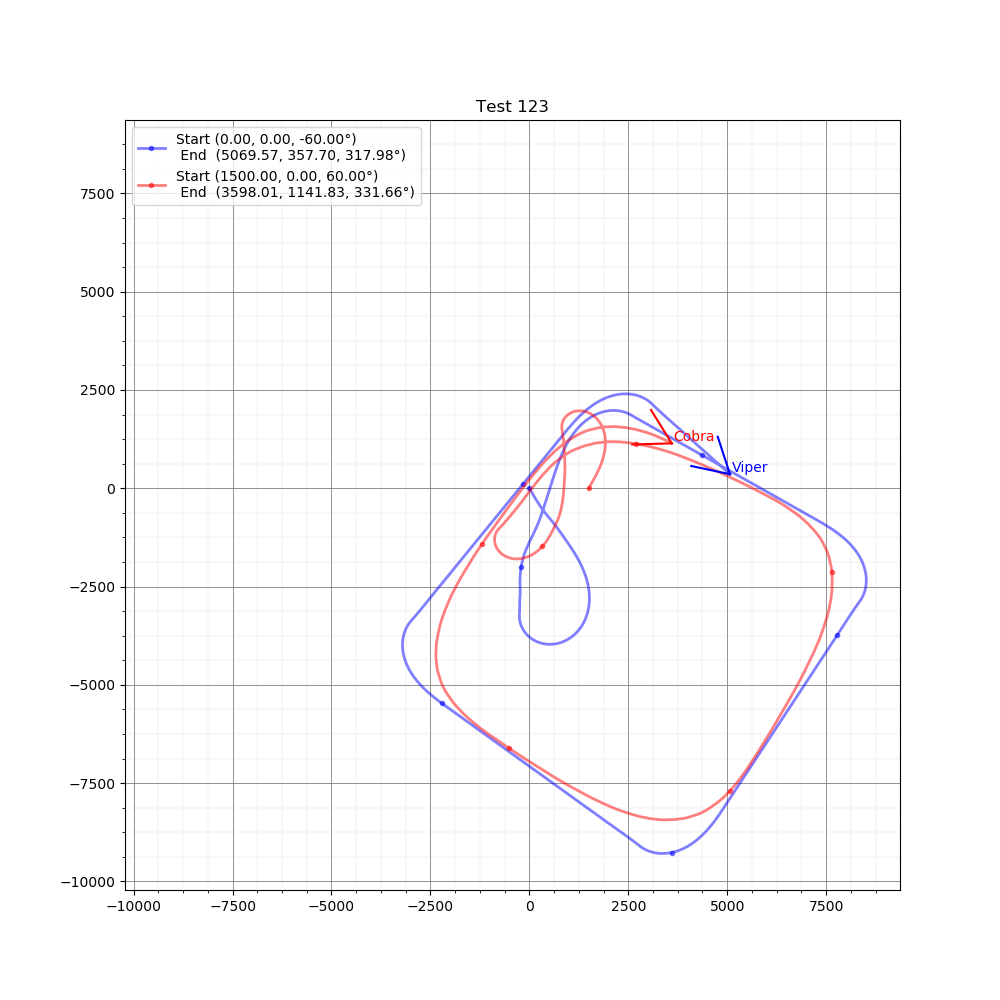 Test 123
Start (0.00, 0.00, -60.00°)
End (5069.57, 357.70, 317.98°)
Start (1500.00, 0.00, 60.00°)
End (3598.01, 1141.83, 331.66°)
7500
5000
2500
Cobra
Viper
0
−2500
−5000
−7500
−10000
−10000 −7500 −5000 −2500 0 2500 5000 7500